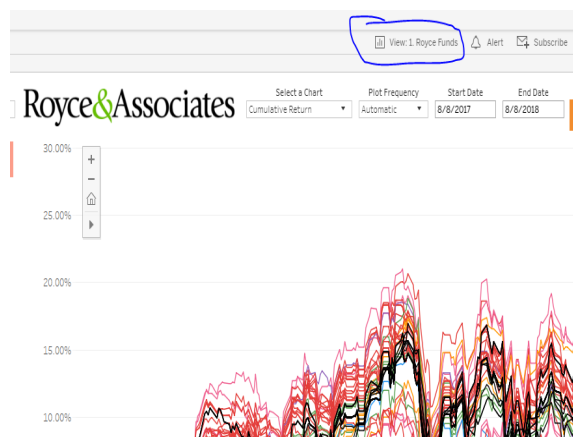 View: 1. Royce Funds Alert Subscribe
Royce&Associates
Select a Chart Plot Frequency Start Date End Date
Cumulative Return Automatic 8/8/2017 8/8/2018
30.00%
25.00%
20.00%
15.00%
10.00%